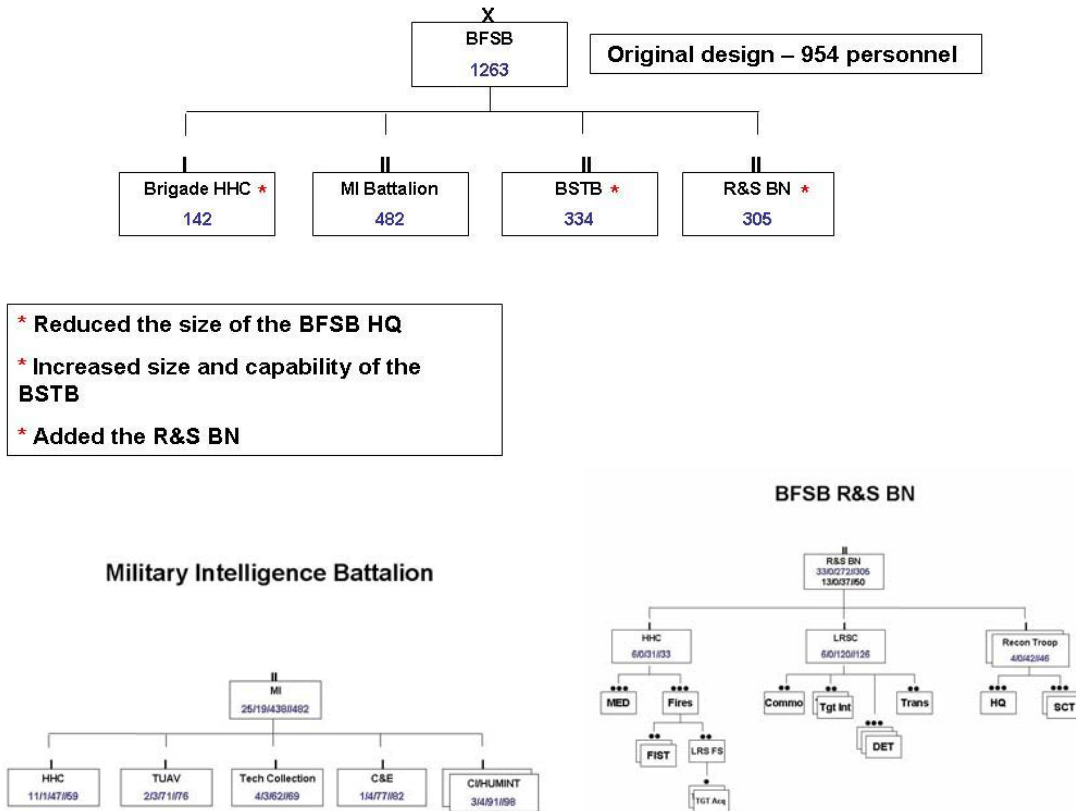 X
BFSB
1263
Original design – 954 personnel
I
II
II
II
Brigade HHC *
142
MI Battalion
482
BSTB *
334
R&S BN *
305
* Reduced the size of the BFSB HQ
* Increased size and capability of the
BSTB
* Added the R&S BN
BFSB R&S BN
II
R&S BN
33/0/272//305
13/0/37//50
I
HHC
6/0/31//33
I
LRSC
6/0/120//126
I
Recon Troop
4/0/42//46
MED
Fires
Commo
Tgt Int
Trans
HQ
SCT
FIST
LRS FS
DET
TGT Acq
Military Intelligence Battalion
II
MI
25/19/438//482
I
HHC
11/1/47//59
I
TUAV
2/3/71//76
I
Tech Collection
4/3/62//69
I
C&E
1/4/77//82
I
CI/HUMINT
3/4/91//98